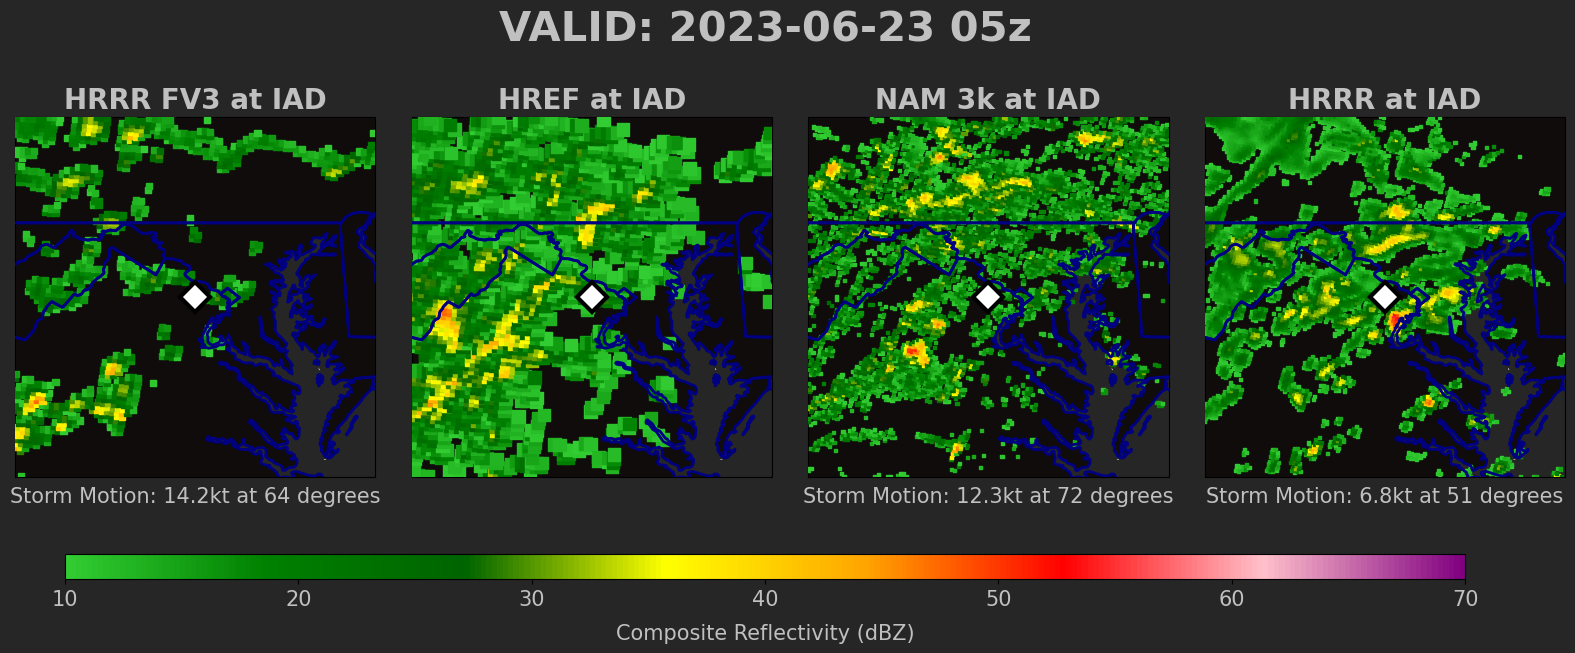 VALID: 2023-06-23 05z
HRRR FV3 at IAD
HREF at IAD
NAM 3k at IAD
HRRR at IAD
Storm Motion: 14.2kt at 64 degrees
Storm Motion: 12.3kt at 72 degrees
Storm Motion: 6.8kt at 51 degrees
10 20 30 40 50 60 70
Composite Reflectivity (dBZ)